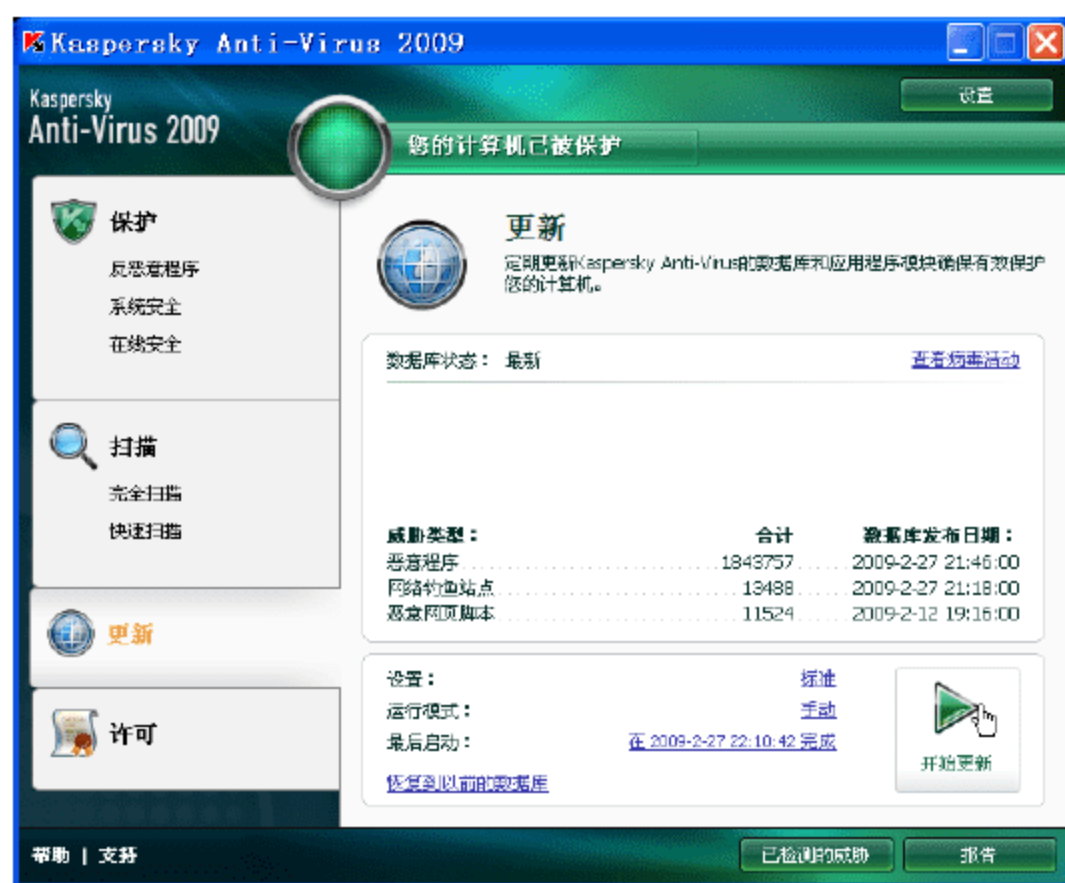 Kaspersky Anti-Virus 2009
Kaspersky
Anti-Virus 2009
设置
您的计算机已被保护
保护
反恶意程序
系统安全
在线安全
扫描
完全扫描
快速扫描
更新
许可
更新
定期更新Kaspersky Anti-Virus的数据库和应用程序模块确保有效保护
您的计算机。
数据库状态： 最新 查看病毒活动
威胁类型： 合计 数据库发布日期：
恶意程序 1843757 2009-2-27 21:46:00
网络钓鱼站点 13488 2009-2-27 21:18:00
恶意网页脚本 11524 2009-2-12 19:16:00
设置： 标准
运行模式： 手动
最后启动： 在 2009-2-27 22:10:42 完成
恢复到以前的数据库
开始更新
帮助 | 支持 已检测的威胁 报告